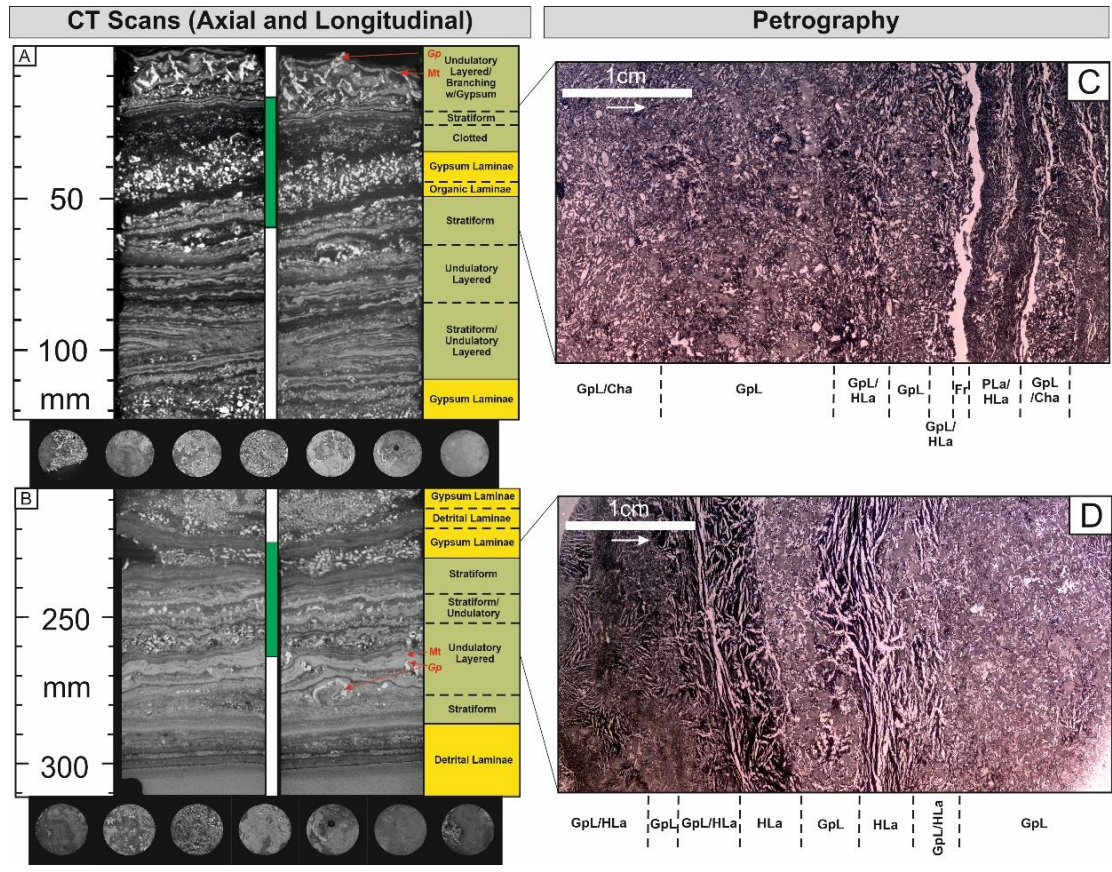 CT Scans (Axial and Longitudinal)
Petrography
A
50
100
mm
Gp
Mt
Undulatory
Layered/
Branching
w/Gypsum
Stratiform
Clotted
Gypsum Laminae
Organic Laminae
Stratiform
Undulatory
Layered
Stratiform/
Undulatory
Layered
Gypsum Laminae
C
1cm
GpL/Cha
GpL
GpL/
HLa
GpL
GpL/
HLa
Fr
PLa/
HLa
GpL
/Cha
B
250
mm
300
Gypsum Laminae
Detrital Laminae
Gypsum Laminae
Stratiform
Stratiform/
Undulatory
Mt
Gp
Undulatory
Layered
Stratiform
Detrital Laminae
D
1cm
GpL/HLa
GpL
GpL/HLa
HLa
GpL
HLa
GpL/HLa
GpL